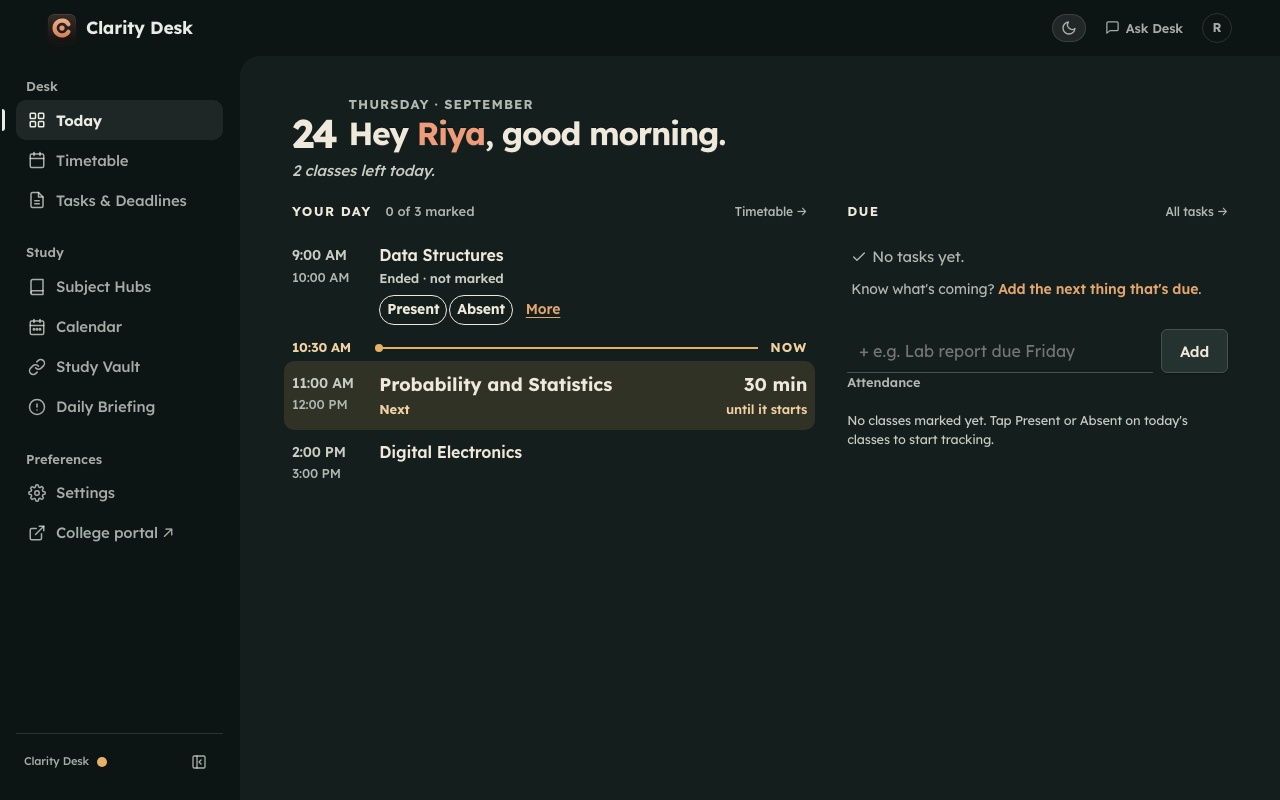 Clarity Desk
Ask Desk
R
Desk
Today
Timetable
Tasks & Deadlines
Study
Subject Hubs
Calendar
Study Vault
Daily Briefing
Preferences
Settings
College portal ↗
Clarity Desk
THURSDAY · SEPTEMBER
24 Hey Riya, good morning.
2 classes left today.
YOUR DAY 0 of 3 marked Timetable →
9:00 AM Data Structures
10:00 AM Ended · not marked
Present Absent More
10:30 AM NOW
11:00 AM Probability and Statistics 30 min
12:00 PM Next until it starts
2:00 PM Digital Electronics
3:00 PM
DUE All tasks →
✓ No tasks yet.
Know what's coming? Add the next thing that's due.
+ e.g. Lab report due Friday Add
Attendance
No classes marked yet. Tap Present or Absent on today's
classes to start tracking.